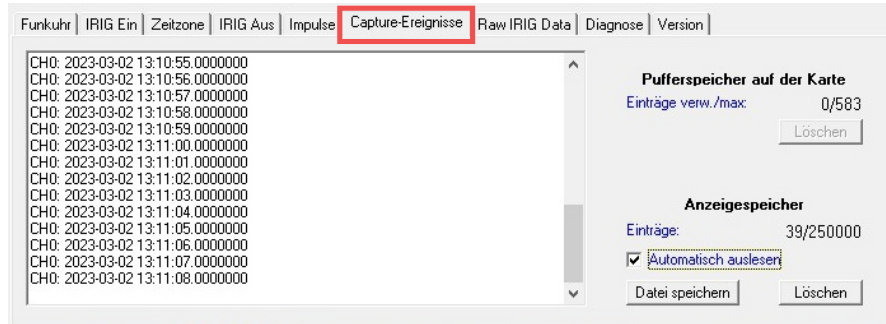 Funkuhr IRIG Ein Zeitzone IRIG Aus Impulse Capture-Ereignisse Raw IRIG Data Diagnose Version
CH0: 2023-03-02 13:10:55.0000000
CH0: 2023-03-02 13:10:56.0000000
CH0: 2023-03-02 13:10:57.0000000
CH0: 2023-03-02 13:10:58.0000000
CH0: 2023-03-02 13:10:59.0000000
CH0: 2023-03-02 13:11:00.0000000
CH0: 2023-03-02 13:11:01.0000000
CH0: 2023-03-02 13:11:02.0000000
CH0: 2023-03-02 13:11:03.0000000
CH0: 2023-03-02 13:11:04.0000000
CH0: 2023-03-02 13:11:05.0000000
CH0: 2023-03-02 13:11:06.0000000
CH0: 2023-03-02 13:11:07.0000000
CH0: 2023-03-02 13:11:08.0000000
Pufferspeicher auf der Karte
Einträge verw./max: 0/583
Löschen
Anzeigespeicher
Einträge: 39/250000
Automatisch auslesen
Datei speichern Löschen